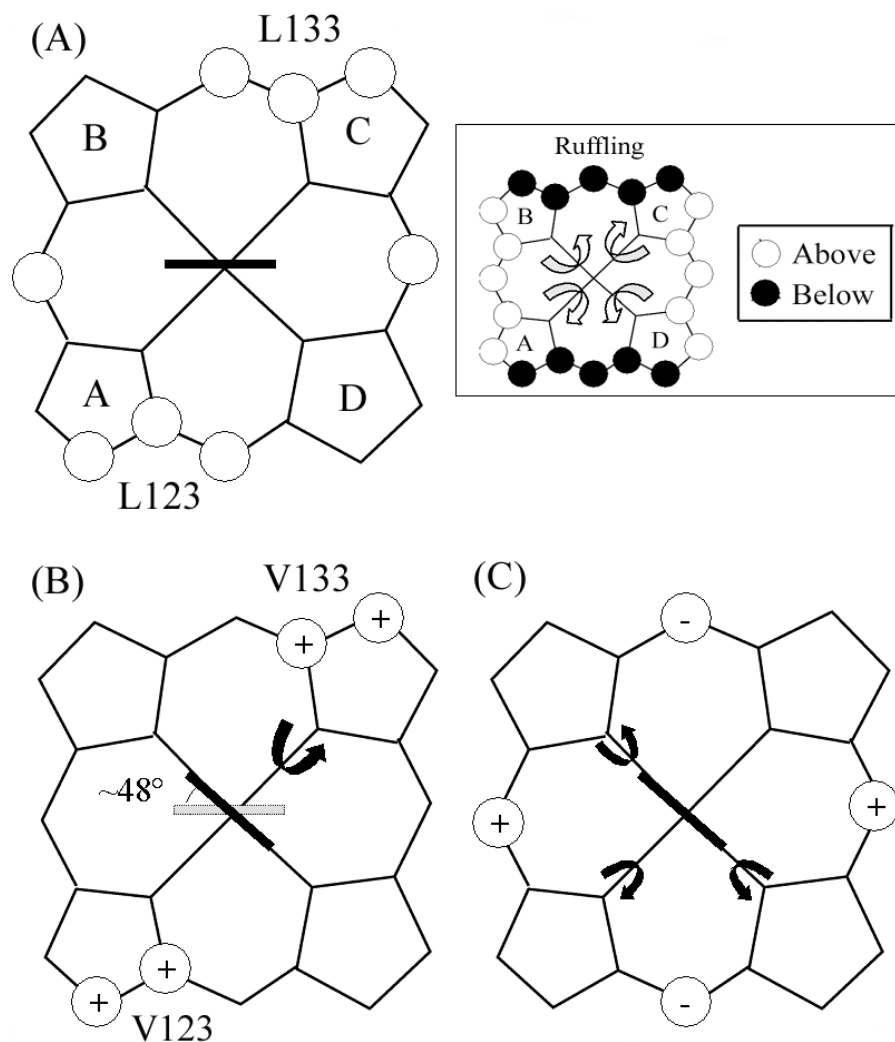 (A)
L133
B
C
A
D
L123
Ruffling
B
C
A
D
Above
Below
(B)
V133
+ +
~48°
+ +
V123
(C)
-
+ +
-